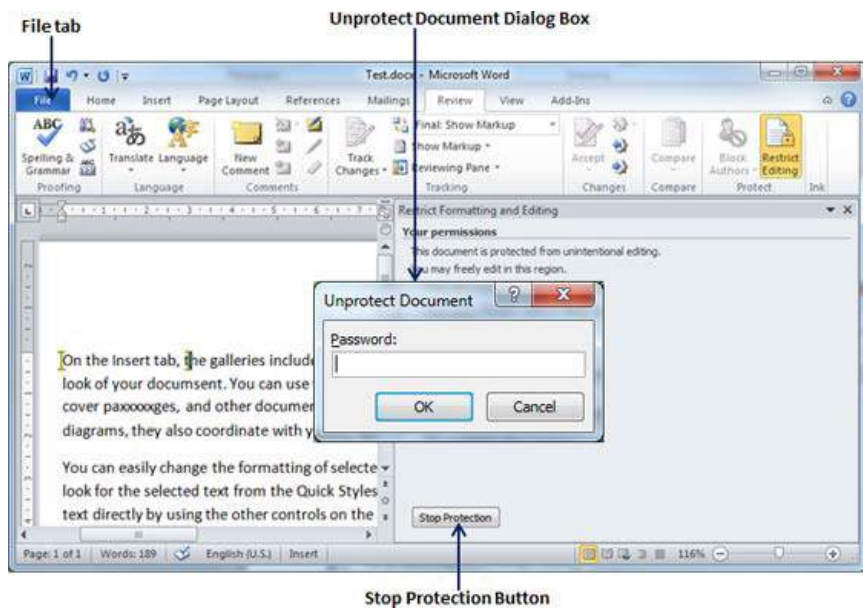 Unprotect Document Dialog Box
File tab
Test.docx - Microsoft Word
File Home Insert Page Layout References Mailings Review View Add-Ins
ABC
Spelling & Grammar
Translate
Language
New Comment
Track Changes
Final: Show Markup
Show Markup
Reviewing Pane
Accept
Compare
Block Authors
Restrict Editing
Proofing Language Comments Tracking Changes Compare Protect Ink
Restrict Formatting and Editing
Your permissions
This document is protected from unintentional editing.
You may freely edit in this region.
Unprotect Document
Password:
OK Cancel
On the Insert tab, the galleries include
look of your documsent. You can use
cover paxxxxges, and other documen
diagrams, they also coordinate with y
You can easily change the formatting of selecte
look for the selected text from the Quick Styles
text directly by using the other controls on the
Stop Protection
Page: 1 of 1 Words: 189 English (U.S.) Insert 116%
Stop Protection Button